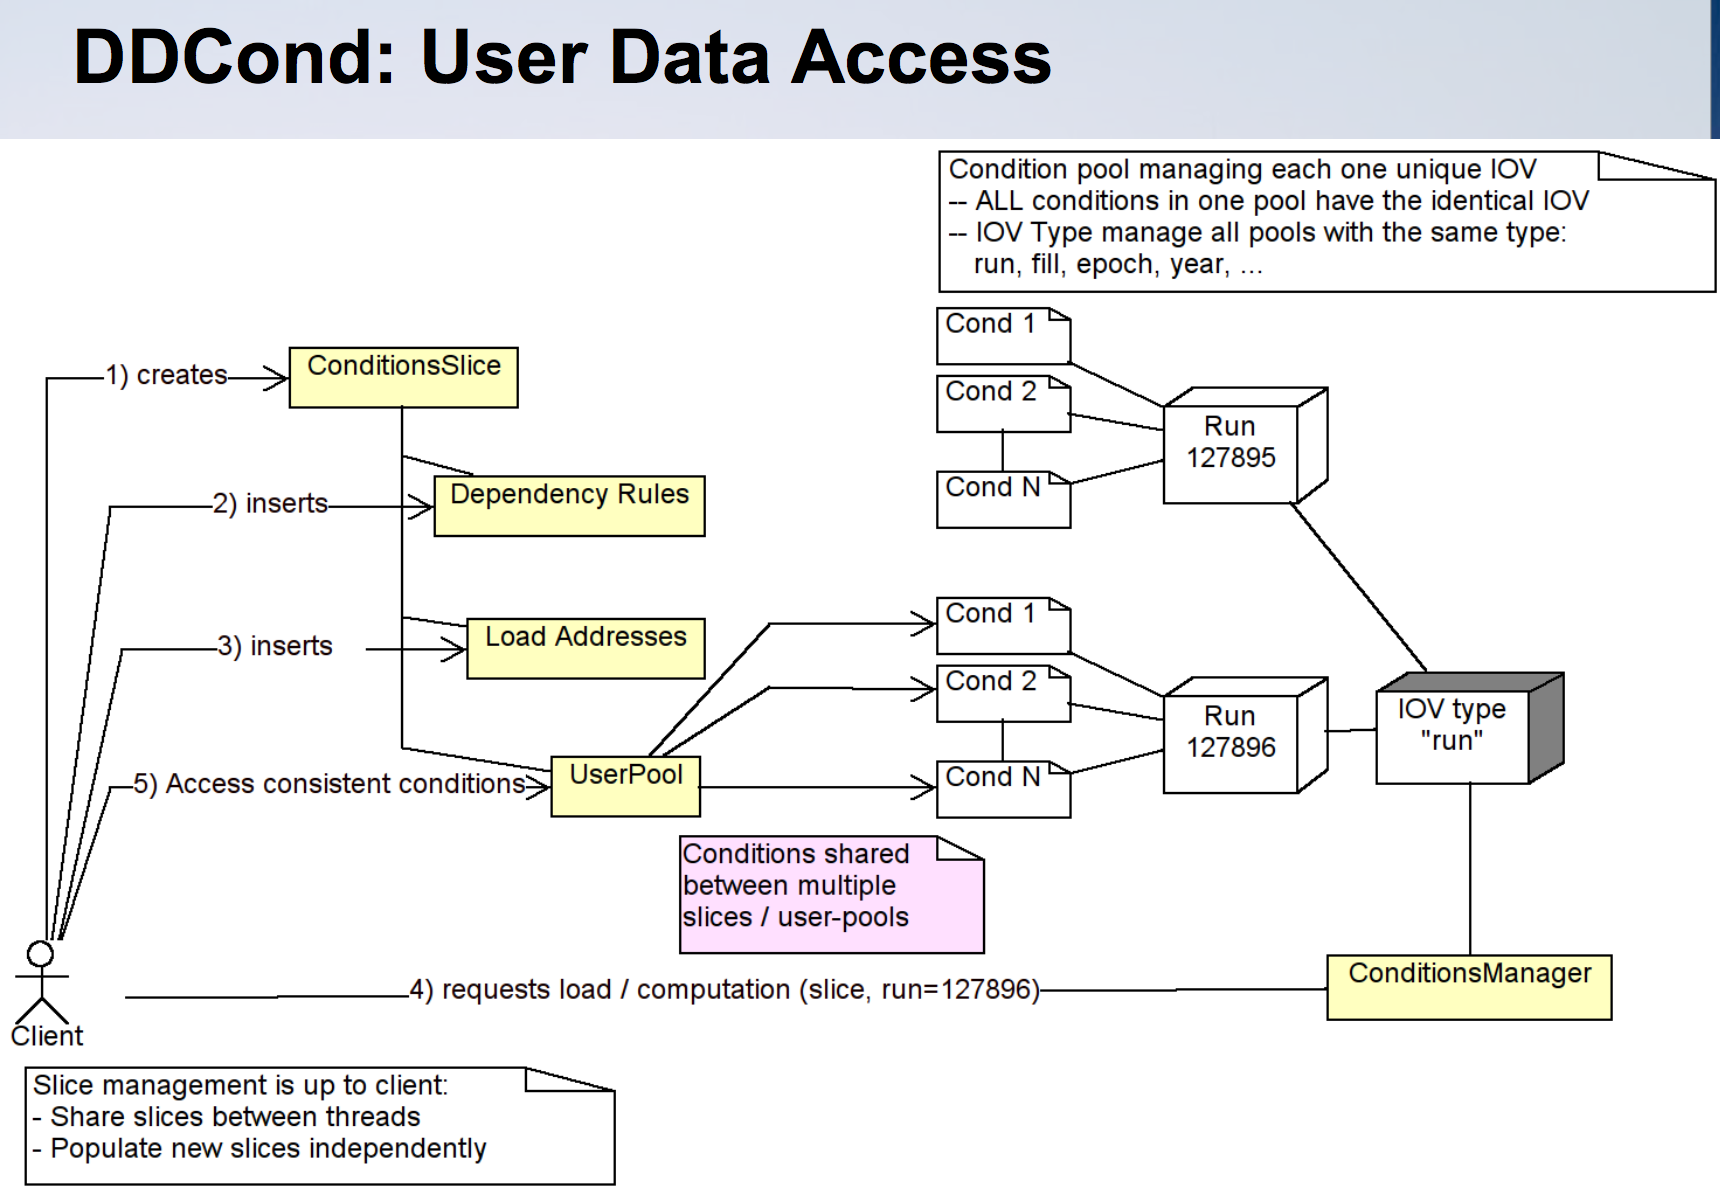 DDCond: User Data Access
Condition pool managing each one unique IOV
-- ALL conditions in one pool have the identical IOV
-- IOV Type manage all pools with the same type:
run, fill, epoch, year, ...
Cond 1
Cond 2
Cond N
Run
127895
1) creates
ConditionsSlice
2) inserts
Dependency Rules
3) inserts
Load Addresses
5) Access consistent conditions
UserPool
Cond 1
Cond 2
Cond N
Run
127896
IOV type
"run"
Conditions shared
between multiple
slices / user-pools
4) requests load / computation (slice, run=127896)
ConditionsManager
Client
Slice management is up to client:
- Share slices between threads
- Populate new slices independently